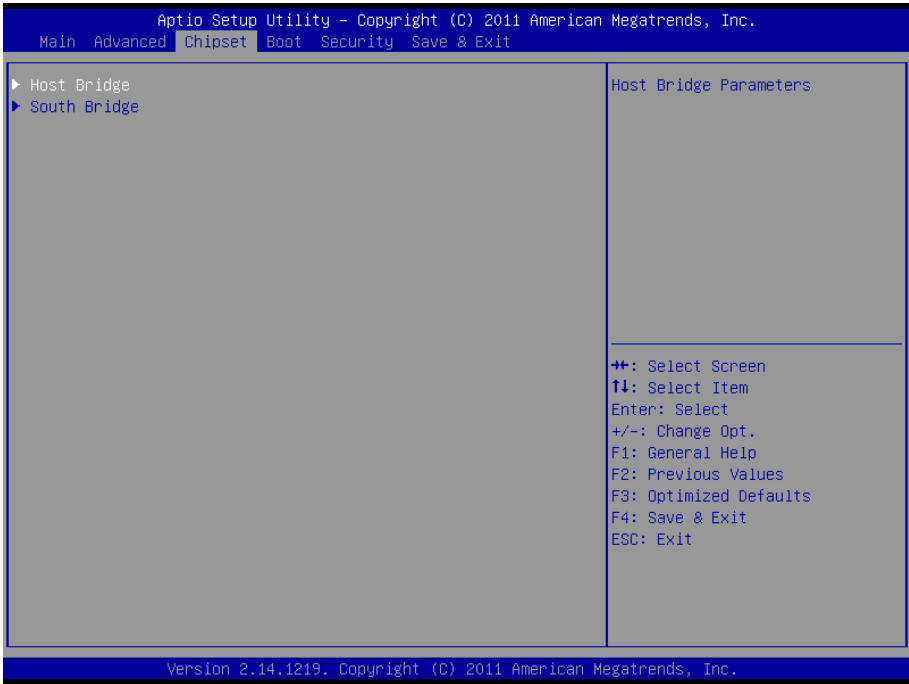 Aptio Setup Utility – Copyright (C) 2011 American Megatrends, Inc.
Main Advanced Chipset Boot Security Save & Exit
Host Bridge
South Bridge
Host Bridge Parameters
→←: Select Screen
↑↓: Select Item
Enter: Select
+/-: Change Opt.
F1: General Help
F2: Previous Values
F3: Optimized Defaults
F4: Save & Exit
ESC: Exit
Version 2.14.1219. Copyright (C) 2011 American Megatrends, Inc.